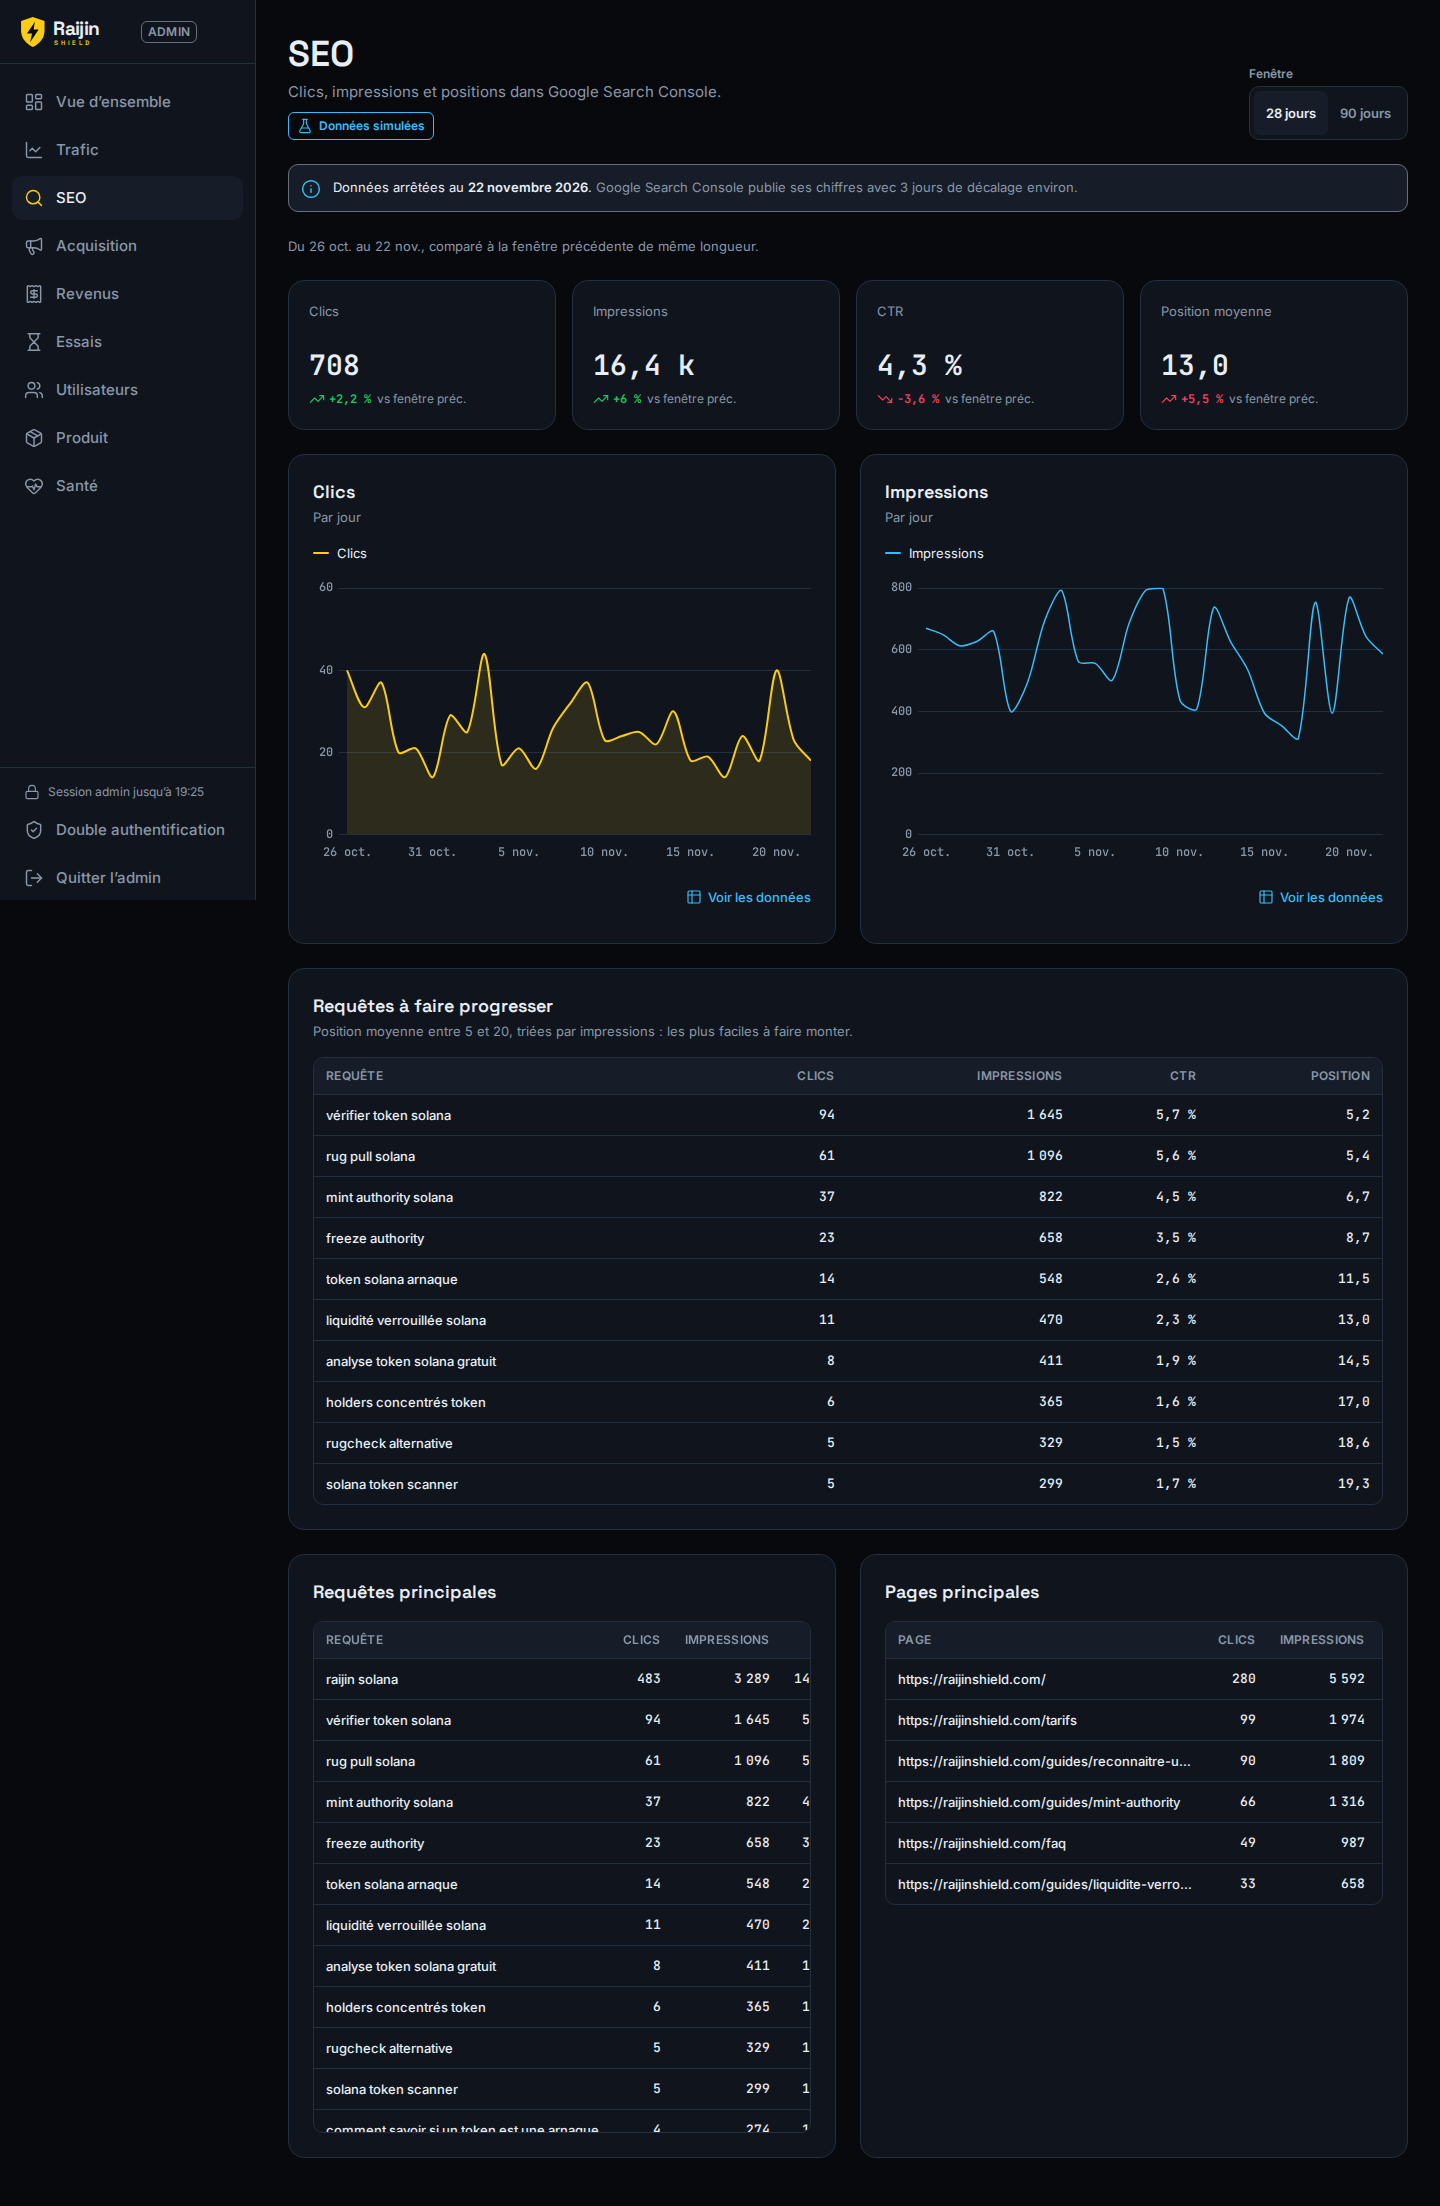 Raijin
SHIELD
ADMIN
Vue d’ensemble
Trafic
SEO
Acquisition
Revenus
Essais
Utilisateurs
Produit
Santé
Session admin jusqu’à 19:25
Double authentification
Quitter l’admin
SEO
Clics, impressions et positions dans Google Search Console.
Données simulées
Fenêtre
28 jours 90 jours
Données arrêtées au 22 novembre 2026. Google Search Console publie ses chiffres avec 3 jours de décalage environ.
Du 26 oct. au 22 nov., comparé à la fenêtre précédente de même longueur.
Clics
708
+2,2 % vs fenêtre préc.
Impressions
16,4 k
+6 % vs fenêtre préc.
CTR
4,3 %
-3,6 % vs fenêtre préc.
Position moyenne
13,0
+5,5 % vs fenêtre préc.
Clics
Par jour
Clics
60
40
20
0
26 oct. 31 oct. 5 nov. 10 nov. 15 nov. 20 nov.
Voir les données
Impressions
Par jour
Impressions
800
600
400
200
0
26 oct. 31 oct. 5 nov. 10 nov. 15 nov. 20 nov.
Voir les données
Requêtes à faire progresser
Position moyenne entre 5 et 20, triées par impressions : les plus faciles à faire monter.
REQUÊTE CLICS IMPRESSIONS CTR POSITION
vérifier token solana 94 1 645 5,7 % 5,2
rug pull solana 61 1 096 5,6 % 5,4
mint authority solana 37 822 4,5 % 6,7
freeze authority 23 658 3,5 % 8,7
token solana arnaque 14 548 2,6 % 11,5
liquidité verrouillée solana 11 470 2,3 % 13,0
analyse token solana gratuit 8 411 1,9 % 14,5
holders concentrés token 6 365 1,6 % 17,0
rugcheck alternative 5 329 1,5 % 18,6
solana token scanner 5 299 1,7 % 19,3
Requêtes principales
REQUÊTE CLICS IMPRESSIONS
raijin solana 483 3 289 14
vérifier token solana 94 1 645 5
rug pull solana 61 1 096 5
mint authority solana 37 822 4
freeze authority 23 658 3
token solana arnaque 14 548 2
liquidité verrouillée solana 11 470 2
analyse token solana gratuit 8 411 1
holders concentrés token 6 365 1
rugcheck alternative 5 329 1
solana token scanner 5 299 1
comment savoir si un token est une arnaque 4 274 1
Pages principales
PAGE CLICS IMPRESSIONS
https://raijinshield.com/ 280 5 592
https://raijinshield.com/tarifs 99 1 974
https://raijinshield.com/guides/reconnaitre-u... 90 1 809
https://raijinshield.com/guides/mint-authority 66 1 316
https://raijinshield.com/faq 49 987
https://raijinshield.com/guides/liquidite-verro... 33 658